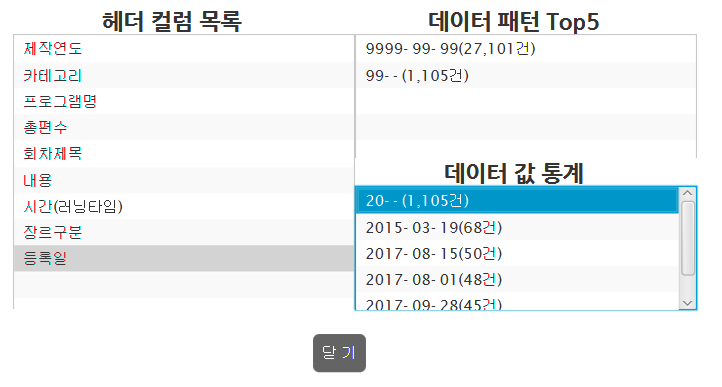 헤더 컬럼 목록
제작연도
카테고리
프로그램명
총편수
회차제목
내용
시간(러닝타임)
장르구분
등록일
데이터 패턴 Top5
9999- 99- 99(27,101건)
99- - (1,105건)
데이터 값 통계
20- - (1,105건)
2015- 03- 19(68건)
2017- 08- 15(50건)
2017- 08- 01(48건)
2017- 09- 28(45건)
닫 기